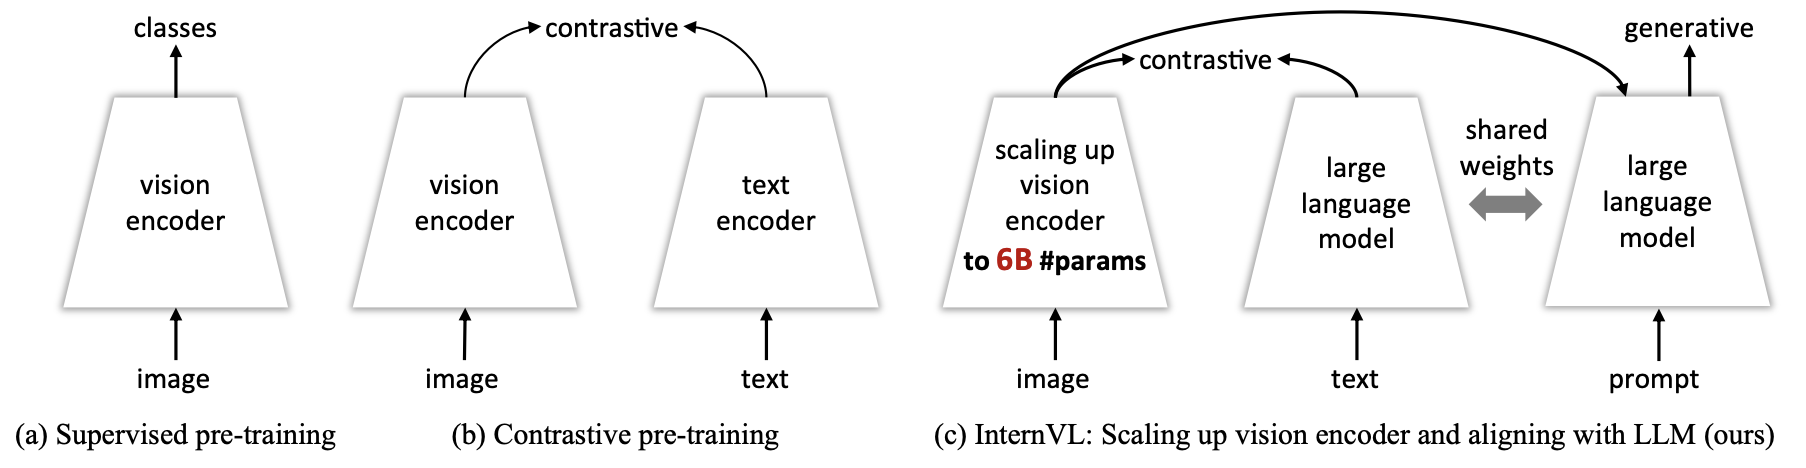 classes
vision
encoder
image
(a) Supervised pre-training
contrastive
vision
encoder
text
encoder
image
text
(b) Contrastive pre-training
contrastive
generative
scaling up
vision
encoder
to 6B #params
large
language
model
shared
weights
large
language
model
image
text
prompt
(c) InternVL: Scaling up vision encoder and aligning with LLM (ours)